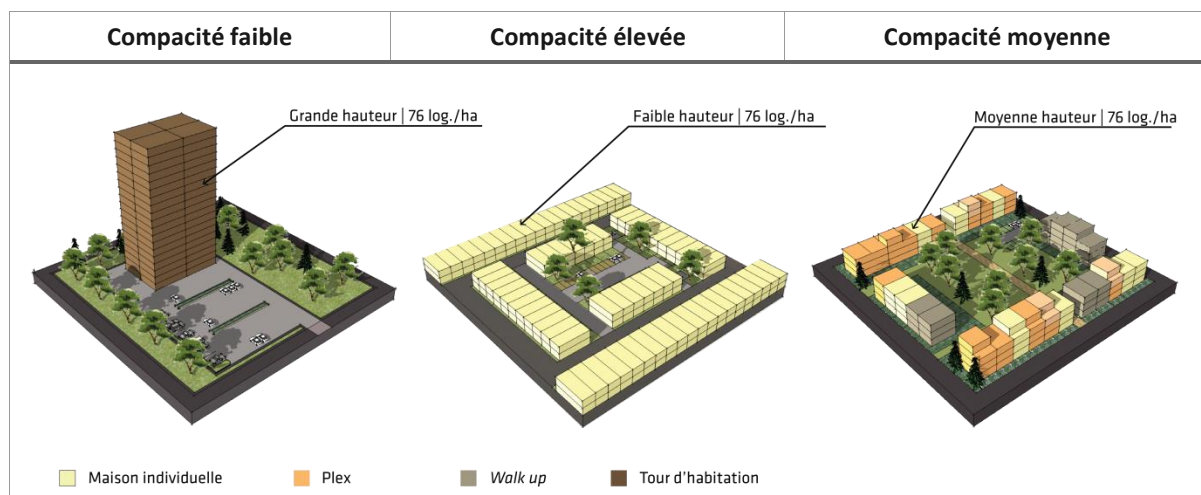 Compacité faible
Compacité élevée
Compacité moyenne
Grande hauteur | 76 log./ha
Faible hauteur | 76 log./ha
Moyenne hauteur | 76 log./ha
Maison individuelle
Plex
Walk up
Tour d'habitation